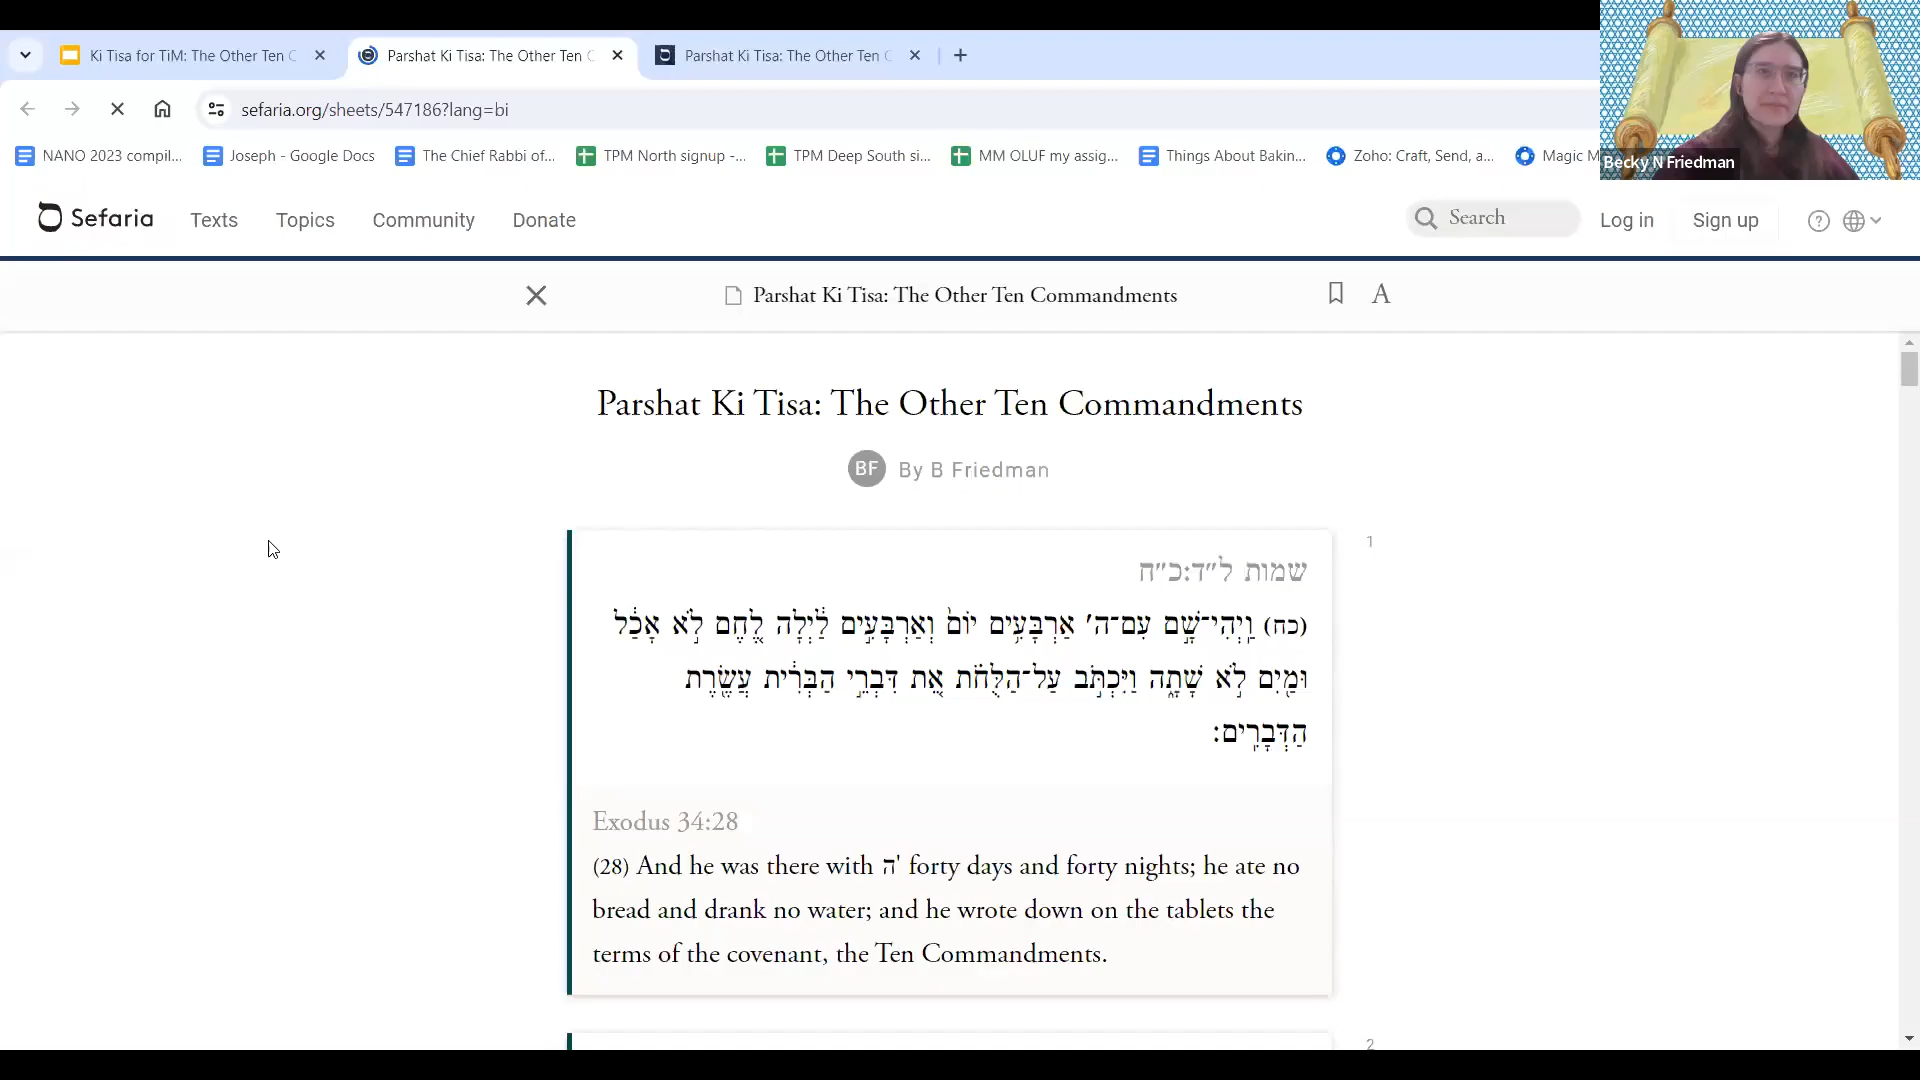 Ki Tisa for TiM: The Other Ten C
Parshat Ki Tisa: The Other Ten C
Parshat Ki Tisa: The Other Ten C
sefaria.org/sheets/547186?lang=bi
NANO 2023 compil...
Joseph - Google Docs
The Chief Rabbi of...
TPM North signup -...
TPM Deep South si...
MM OLUF my assig...
Things About Bakin...
Zoho: Craft, Send, a...
Magic M
Becky N Friedman
Sefaria
Texts
Topics
Community
Donate
Search
Log in
Sign up
Parshat Ki Tisa: The Other Ten Commandments
A
Parshat Ki Tisa: The Other Ten Commandments
BF By B Friedman
1
שמות ל״ד:כ״ח
(כח) וַֽיְהִי־שָׁ֣ם עִם־ה' אַרְבָּעִ֥ים יוֹם֙ וְאַרְבָּעִ֣ים לַ֔יְלָה לֶ֚חֶם לֹ֣א אָכַ֔ל
וּמַ֖יִם לֹ֣א שָׁתָ֑ה וַיִּכְתֹּ֣ב עַל־הַלֻּחֹ֗ת אֵ֚ת דִּבְרֵ֣י הַבְּרִ֔ית עֲשֶׂ֖רֶת
הַדְּבָרִֽים׃
Exodus 34:28
(28) And he was there with ה' forty days and forty nights; he ate no
bread and drank no water; and he wrote down on the tablets the
terms of the covenant, the Ten Commandments.
2